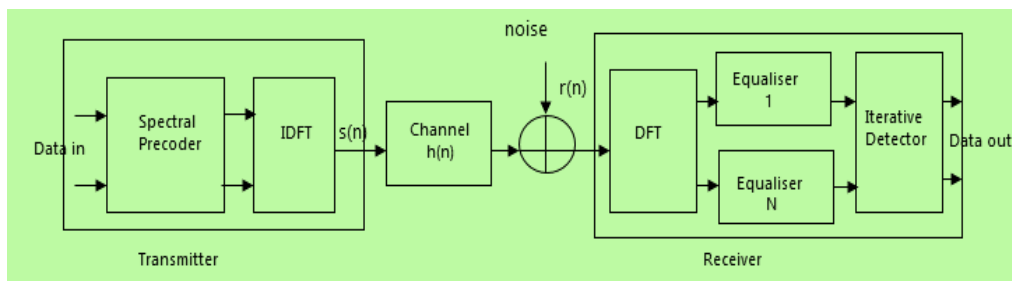 noise
r(n)
Data in
Spectral
Precoder
IDFT
s(n)
Channel
h(n)
DFT
Equaliser
1
Equaliser
N
Iterative
Detector
Data out
Transmitter
Receiver